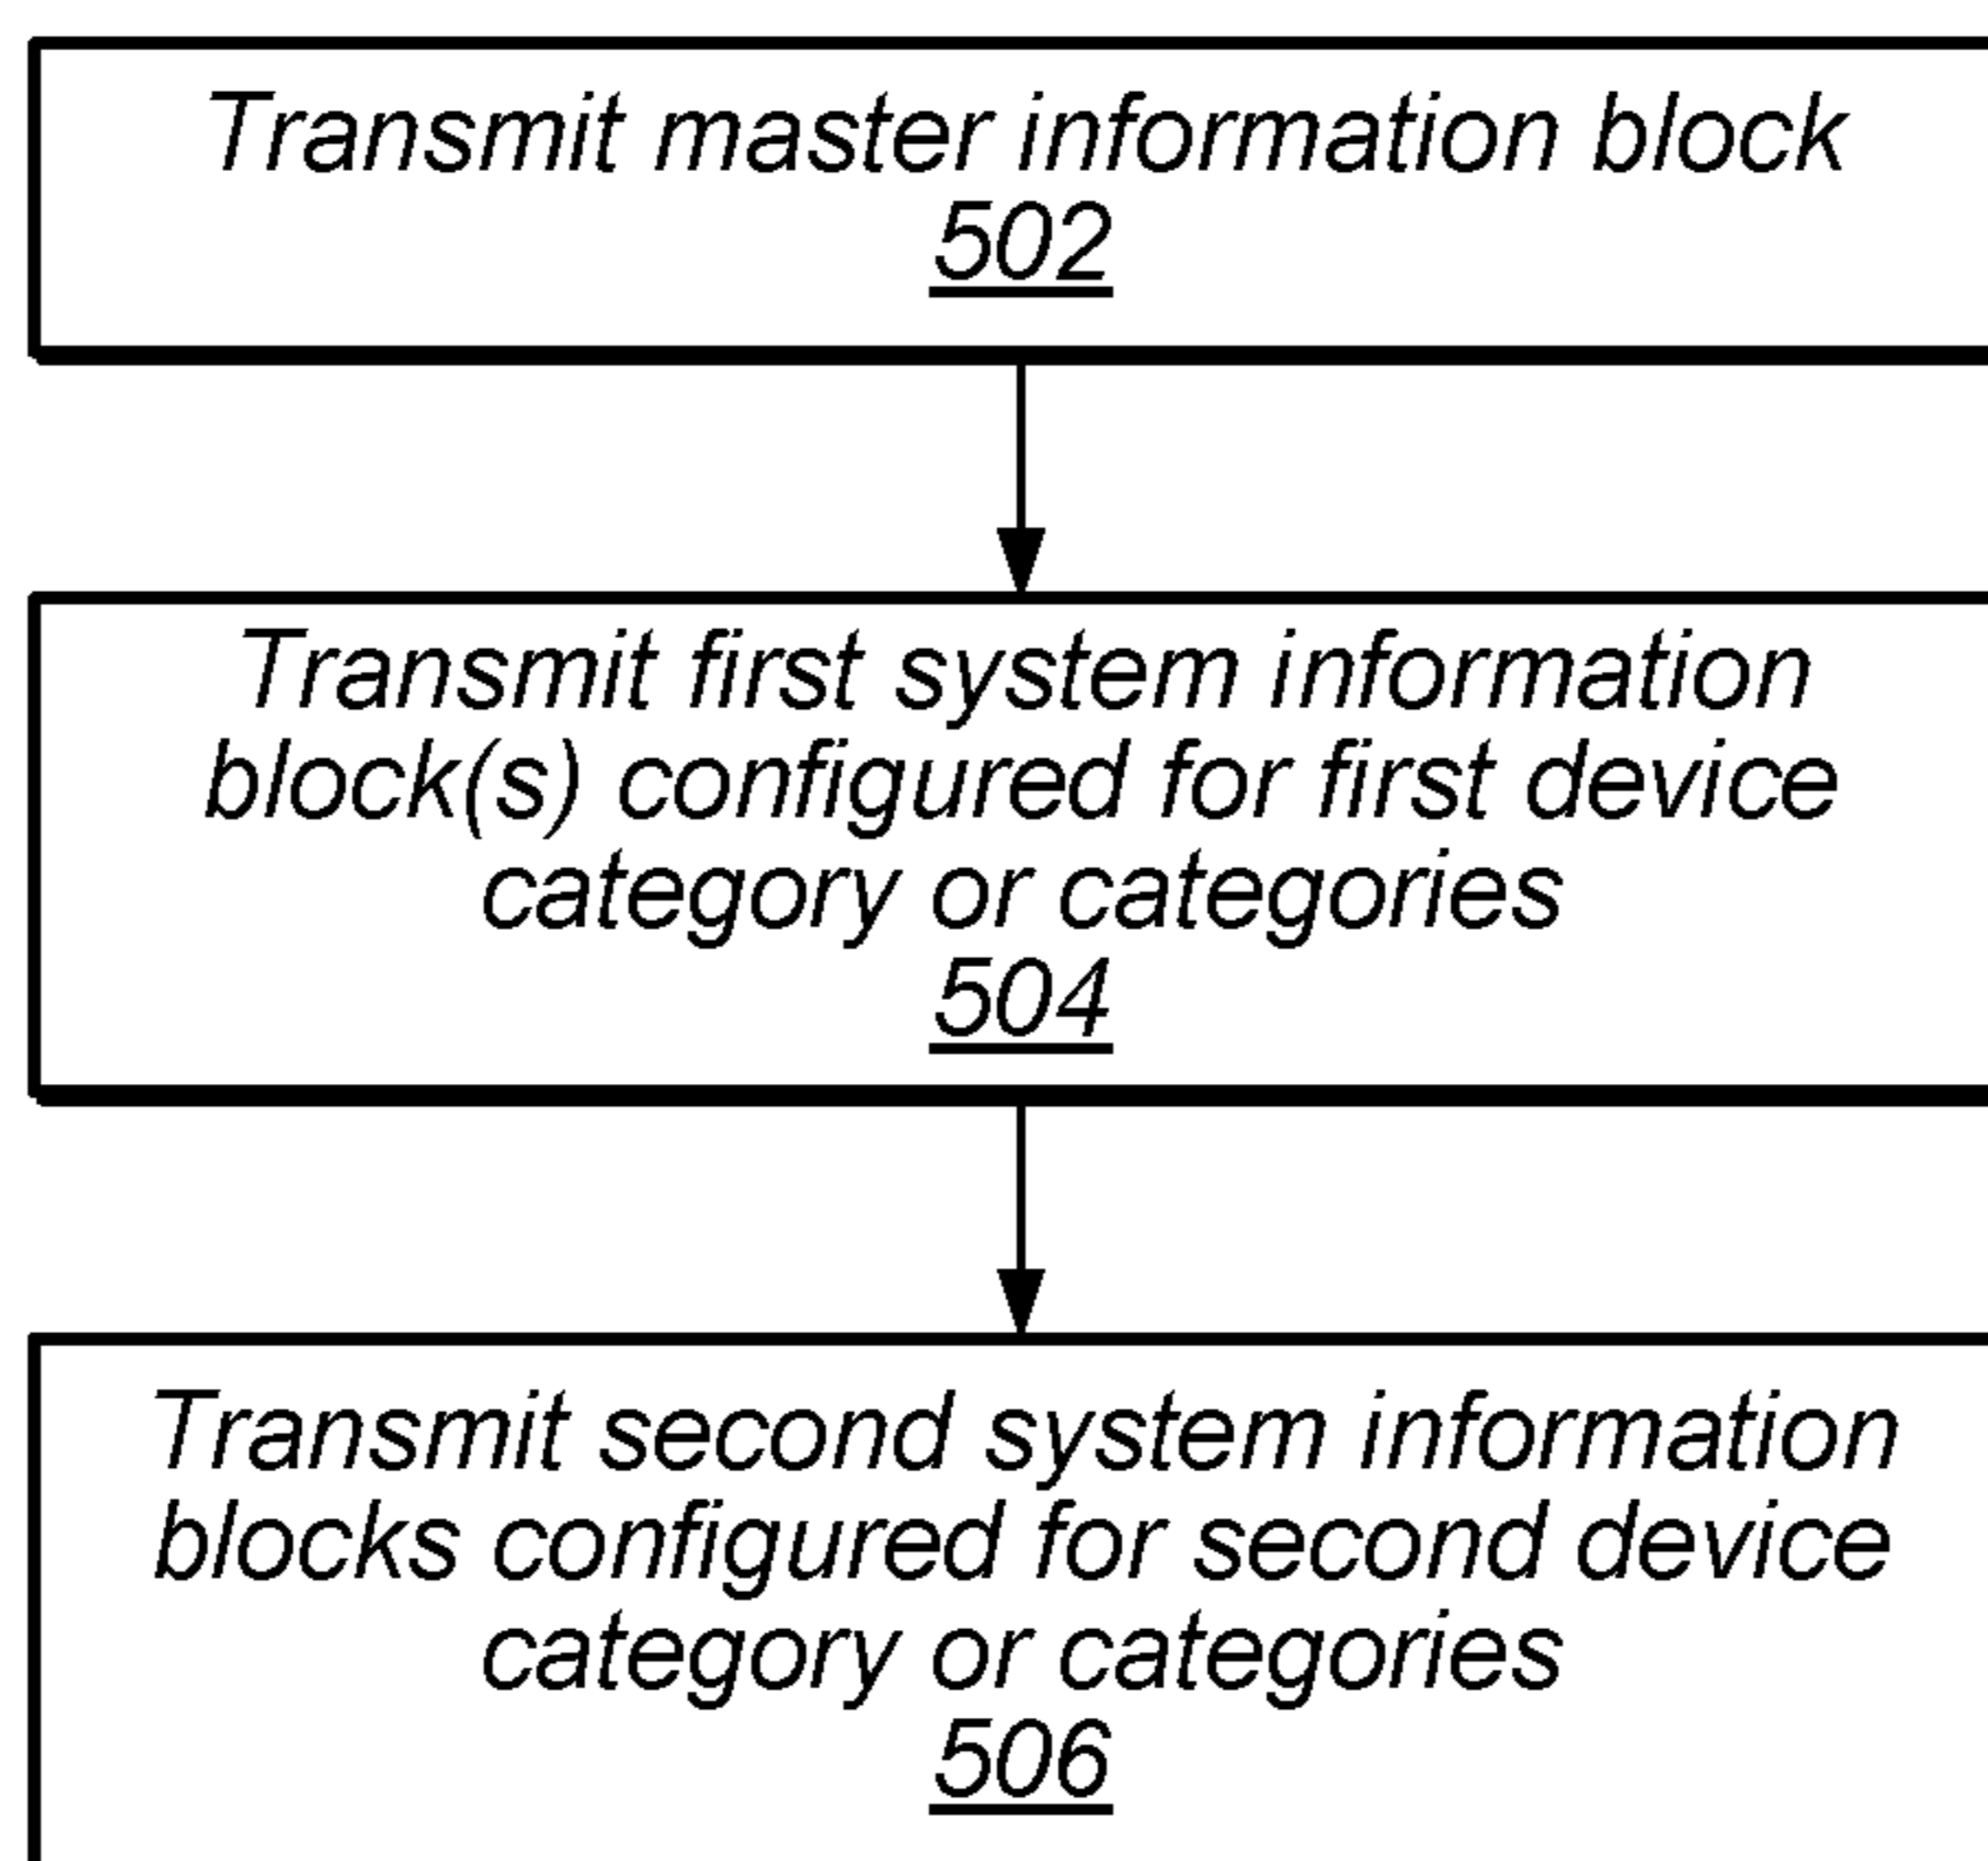 Transmit master information block
502
Transmit first system information
block(s) configured for first device
category or categories
504
Transmit second system information
blocks configured for second device
category or categories
506